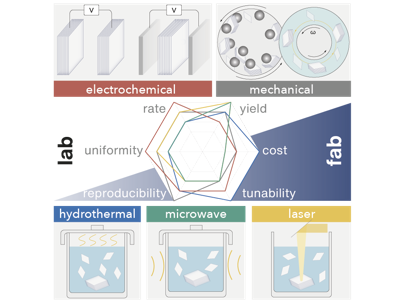 V V
ω
electrochemical mechanical
rate yield
lab uniformity cost fab
reproducibility tunability
hydrothermal microwave laser